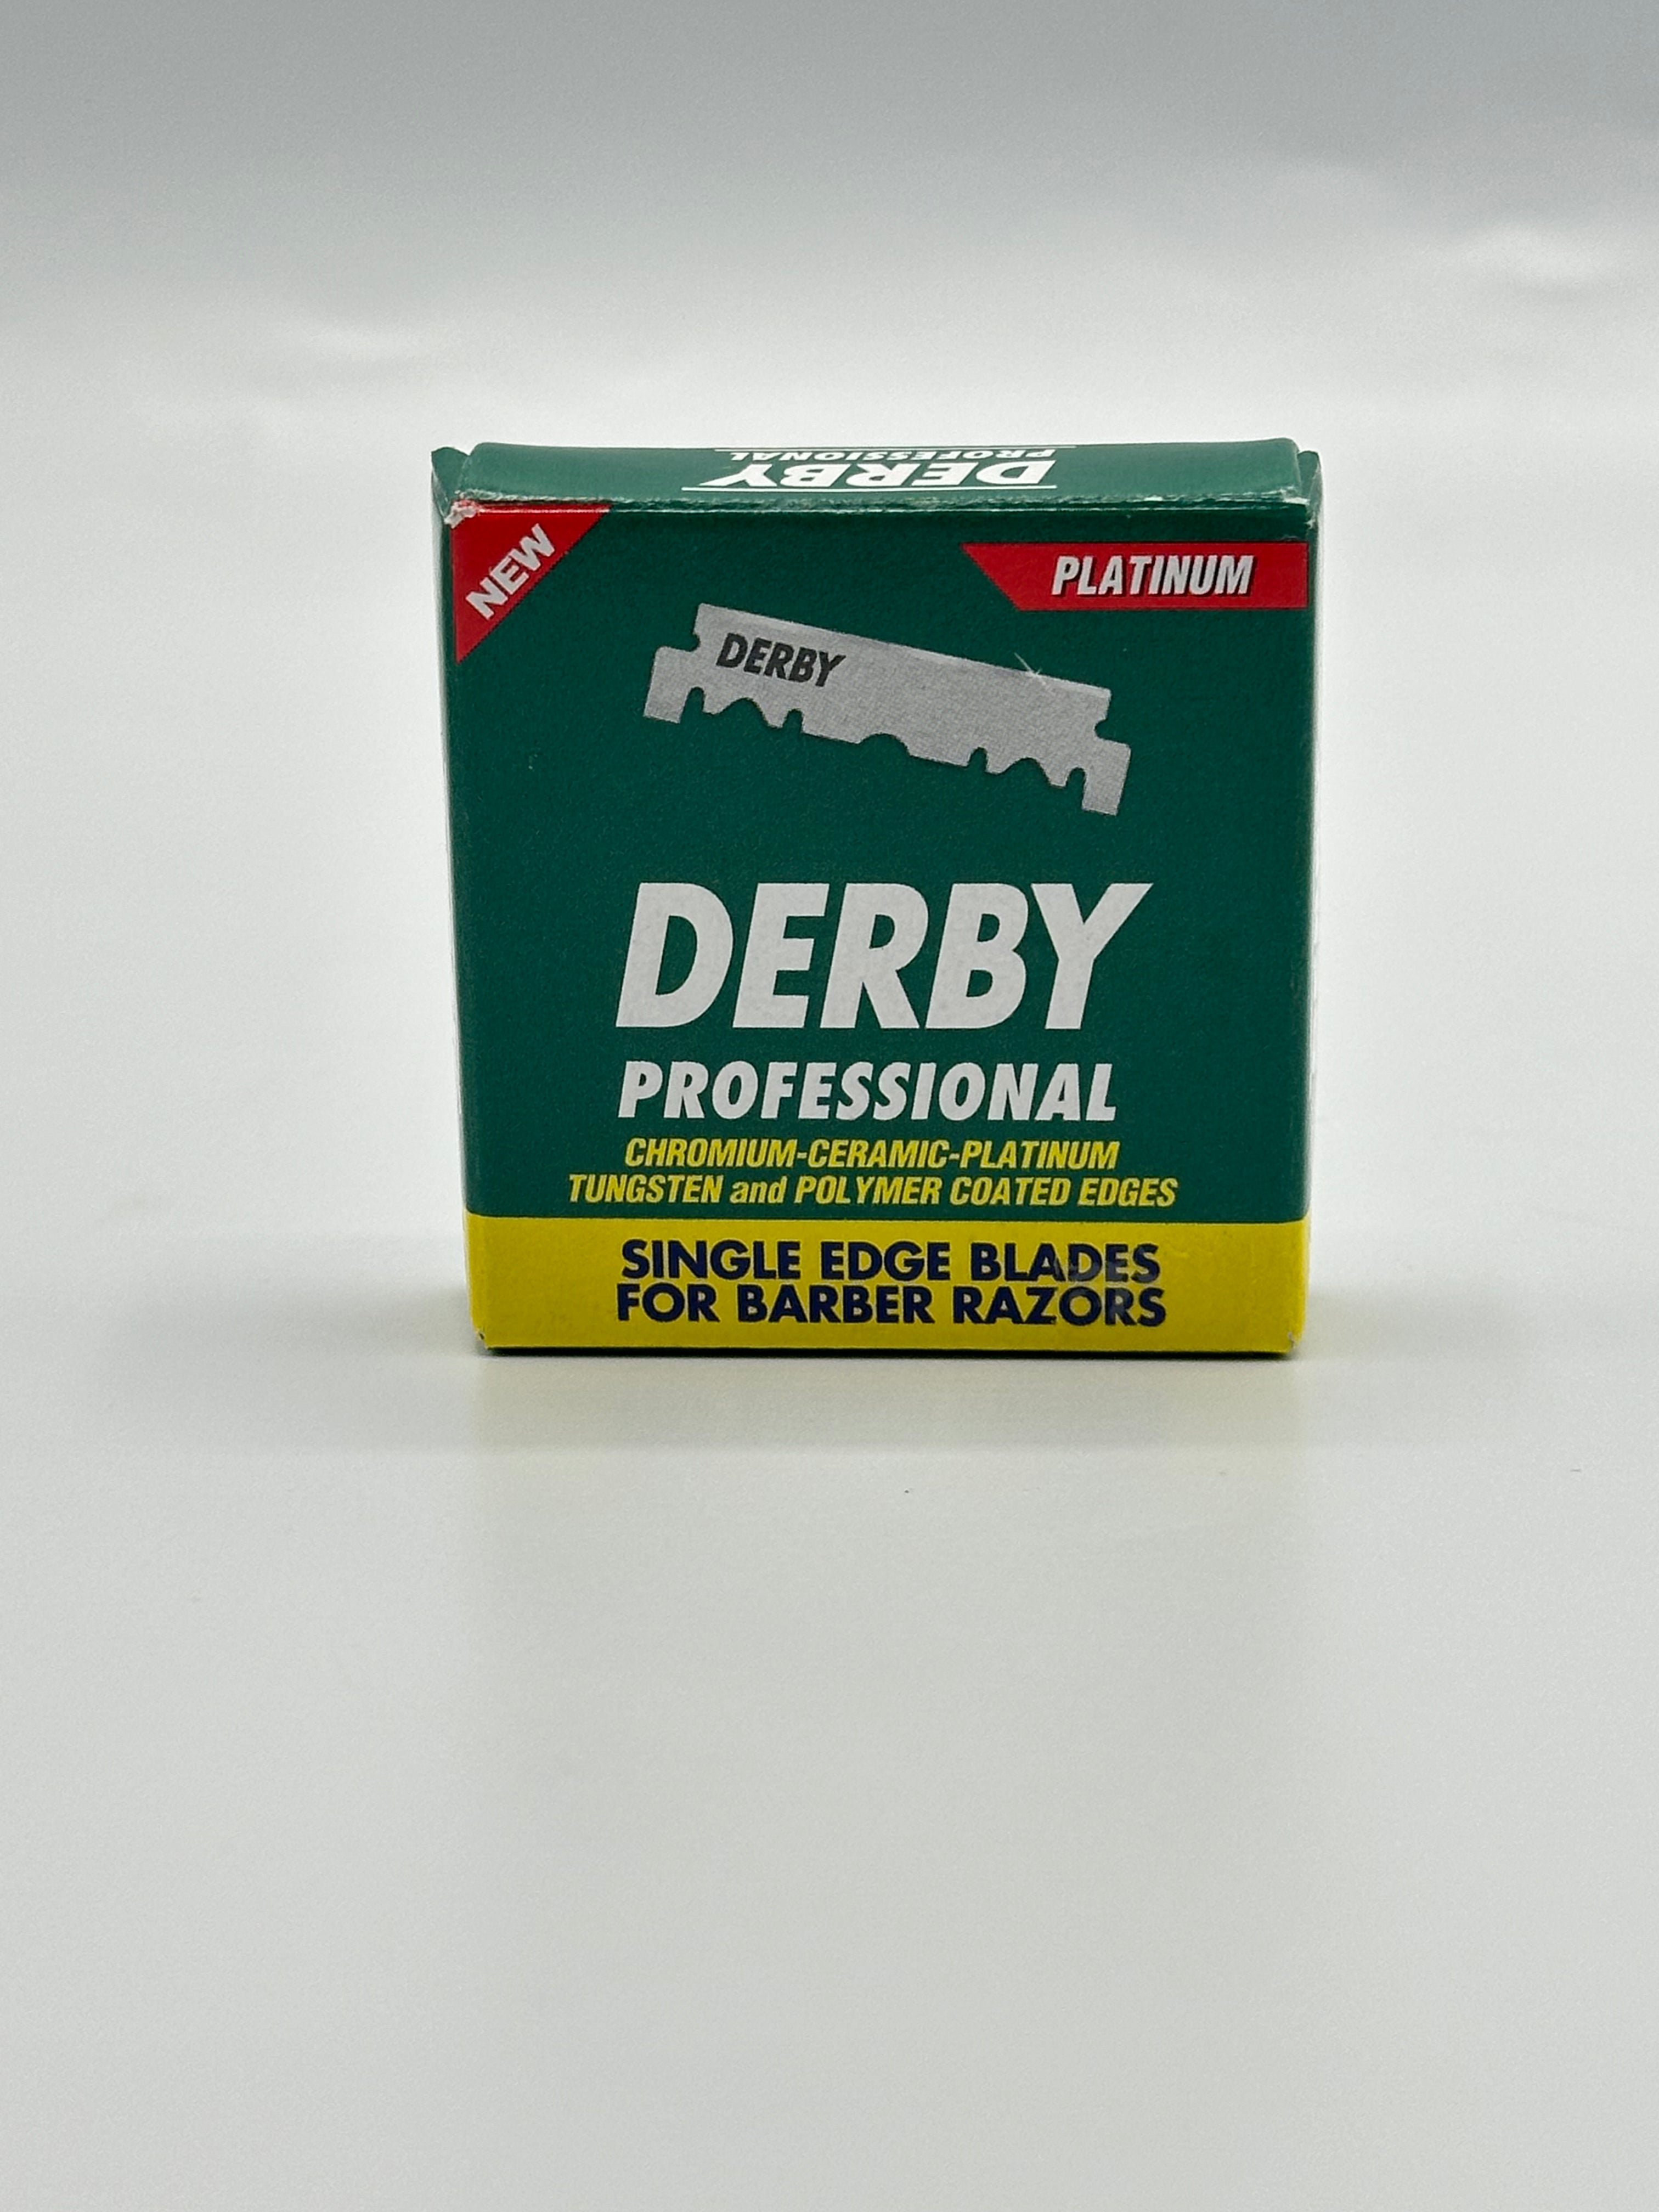 DERBY
PROFESSIONAL
NEW
PLATINUM
DERBY
DERBY
PROFESSIONAL
CHROMIUM-CERAMIC-PLATINUM
TUNGSTEN and POLYMER COATED EDGES
SINGLE EDGE BLADES
FOR BARBER RAZORS